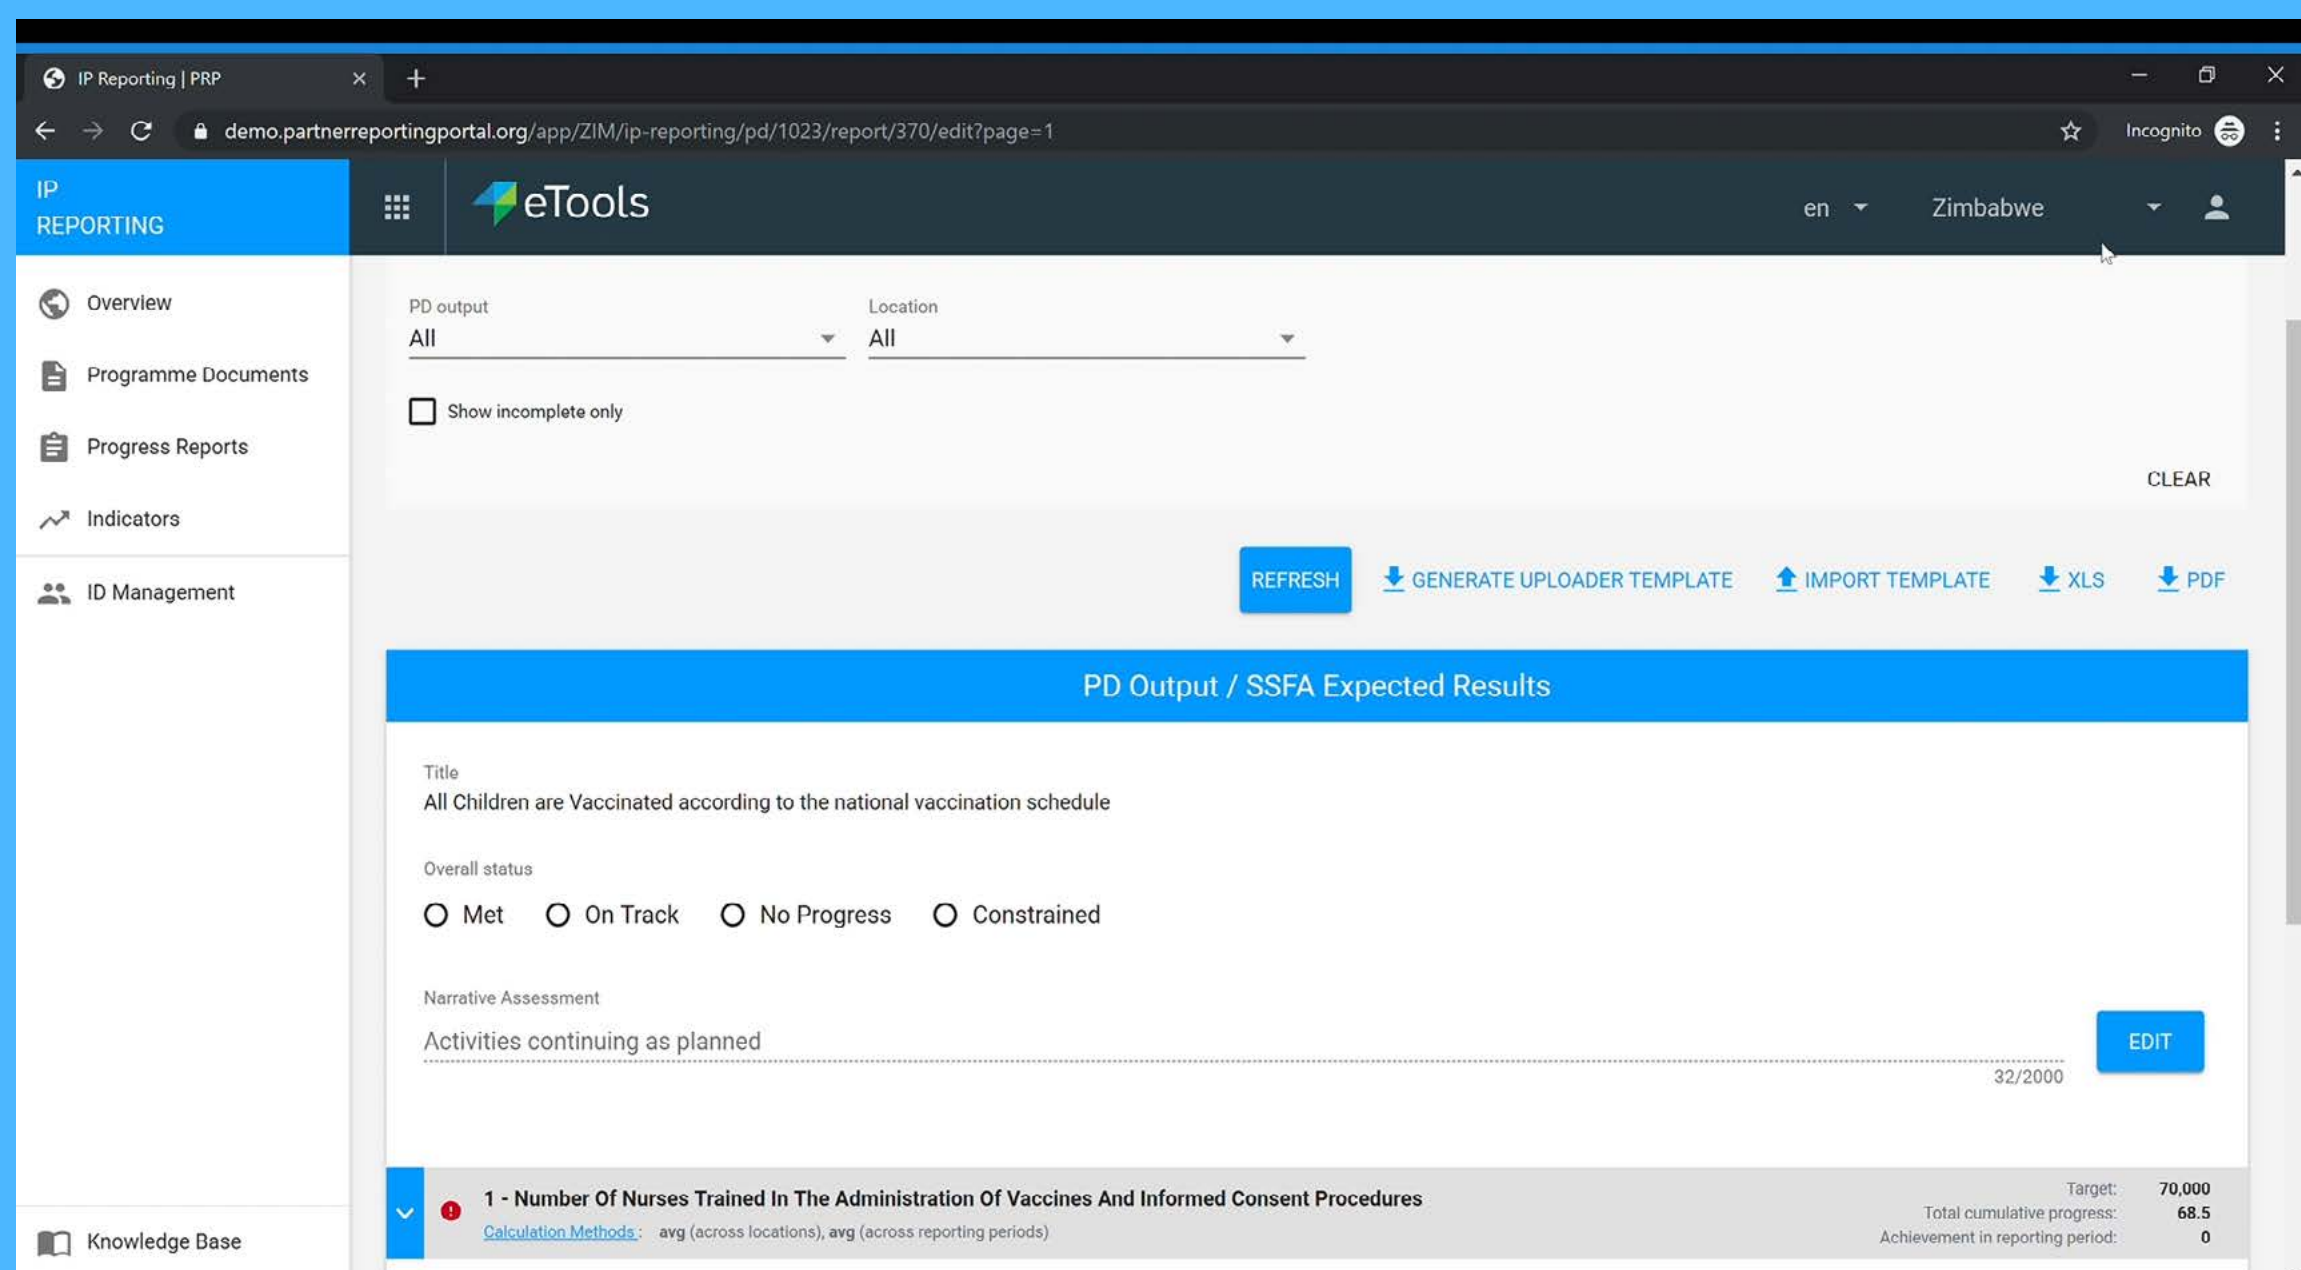 IP Reporting | PRP
demo.partnerreportingportal.org/app/ZIM/ip-reporting/pd/1023/report/370/edit?page=1
Incognito
IP
REPORTING
eTools
en
Zimbabwe
Overview
Programme Documents
Progress Reports
Indicators
ID Management
Knowledge Base
PD output
All
Location
All
Show incomplete only
CLEAR
REFRESH
GENERATE UPLOADER TEMPLATE
IMPORT TEMPLATE
XLS
PDF
PD Output / SSFA Expected Results
Title
All Children are Vaccinated according to the national vaccination schedule
Overall status
Met
On Track
No Progress
Constrained
Narrative Assessment
Activities continuing as planned
EDIT
32/2000
1 - Number Of Nurses Trained In The Administration Of Vaccines And Informed Consent Procedures
Calculation Methods : avg (across locations), avg (across reporting periods)
Target: 70,000
Total cumulative progress: 68.5
Achievement in reporting period: 0